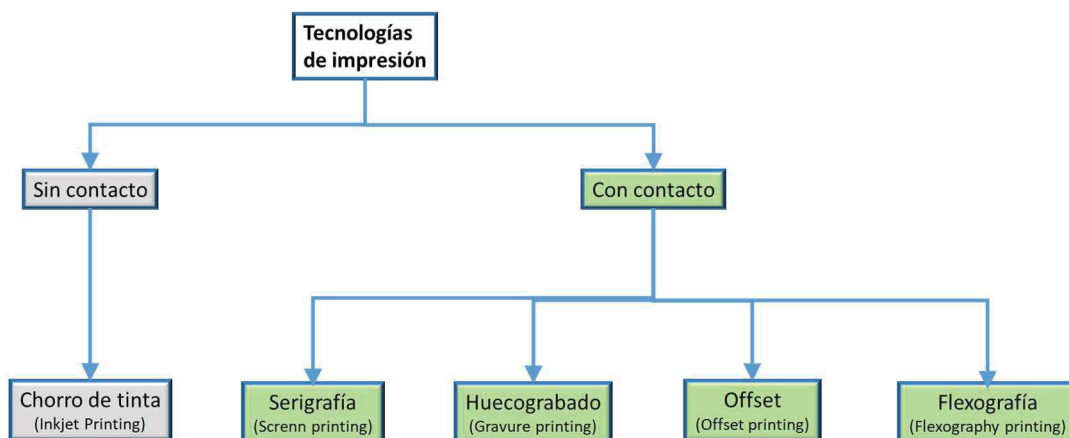 Tecnologías
de impresión
Sin contacto
Con contacto
Chorro de tinta
(Inkjet Printing)
Serigrafía
(Screnn printing)
Huecograbado
(Gravure printing)
Offset
(Offset printing)
Flexografía
(Flexography printing)